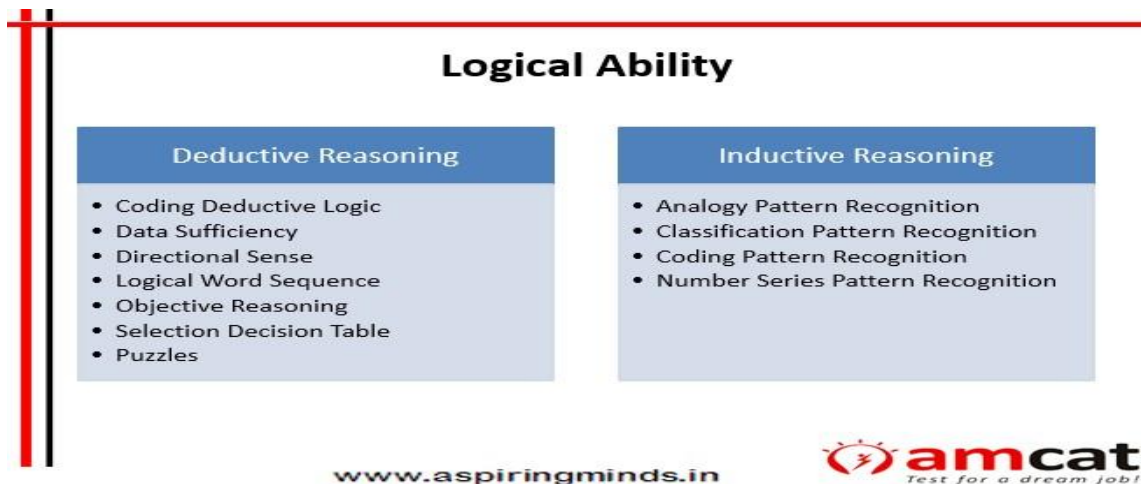 Logical Ability
Deductive Reasoning
• Coding Deductive Logic
• Data Sufficiency
• Directional Sense
• Logical Word Sequence
• Objective Reasoning
• Selection Decision Table
• Puzzles
Inductive Reasoning
• Analogy Pattern Recognition
• Classification Pattern Recognition
• Coding Pattern Recognition
• Number Series Pattern Recognition
www.aspiringminds.in
amcat
Test for a dream job!